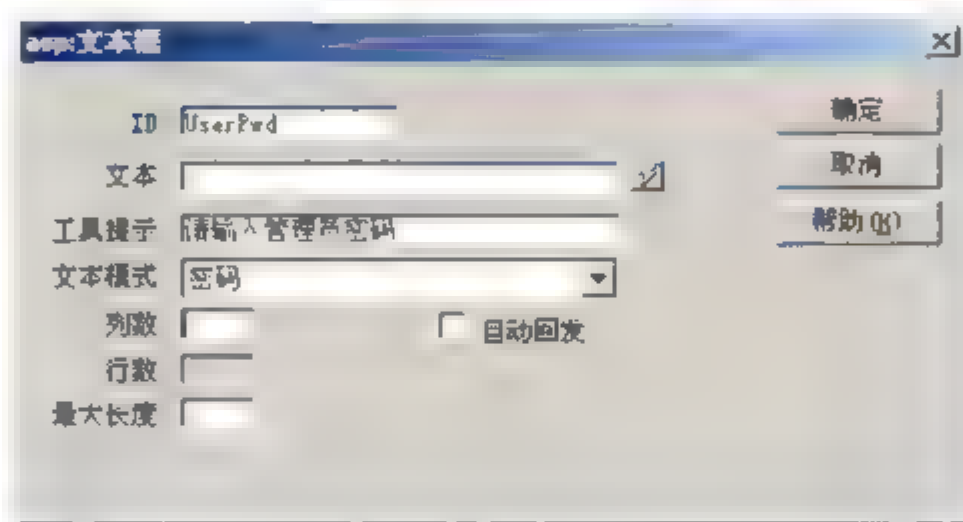 asp:文本框
ID UserPwd
确定
文本
取消
工具提示 请输入管理员密码
帮助(R)
文本模式 密码
列数
自动回发
行数
最大长度